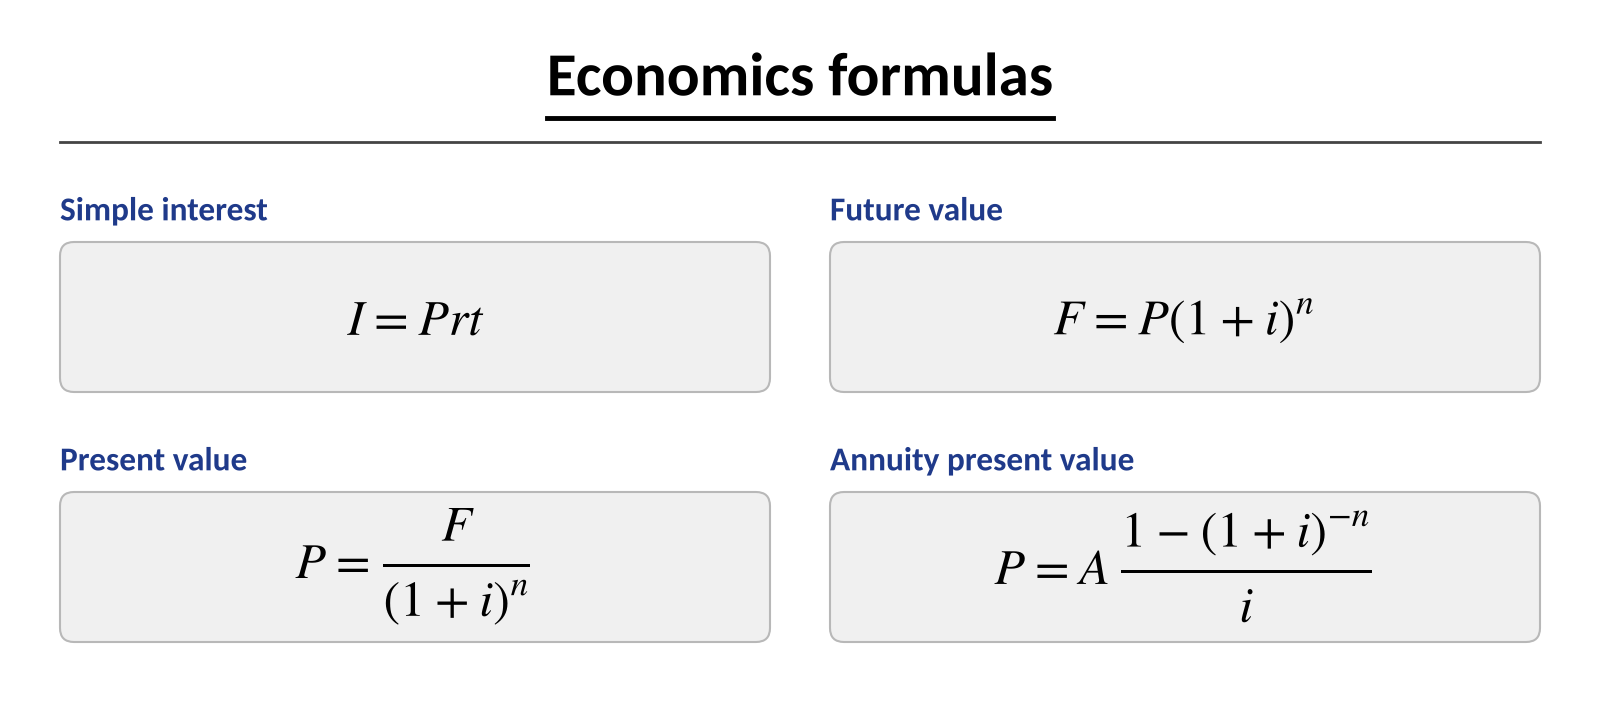 Economics formulas
Simple interest
I = Prt
Future value
F = P(1 + i)^n
Present value
P = F / (1 + i)^n
Annuity present value
P = A (1 − (1 + i)^−n) / i